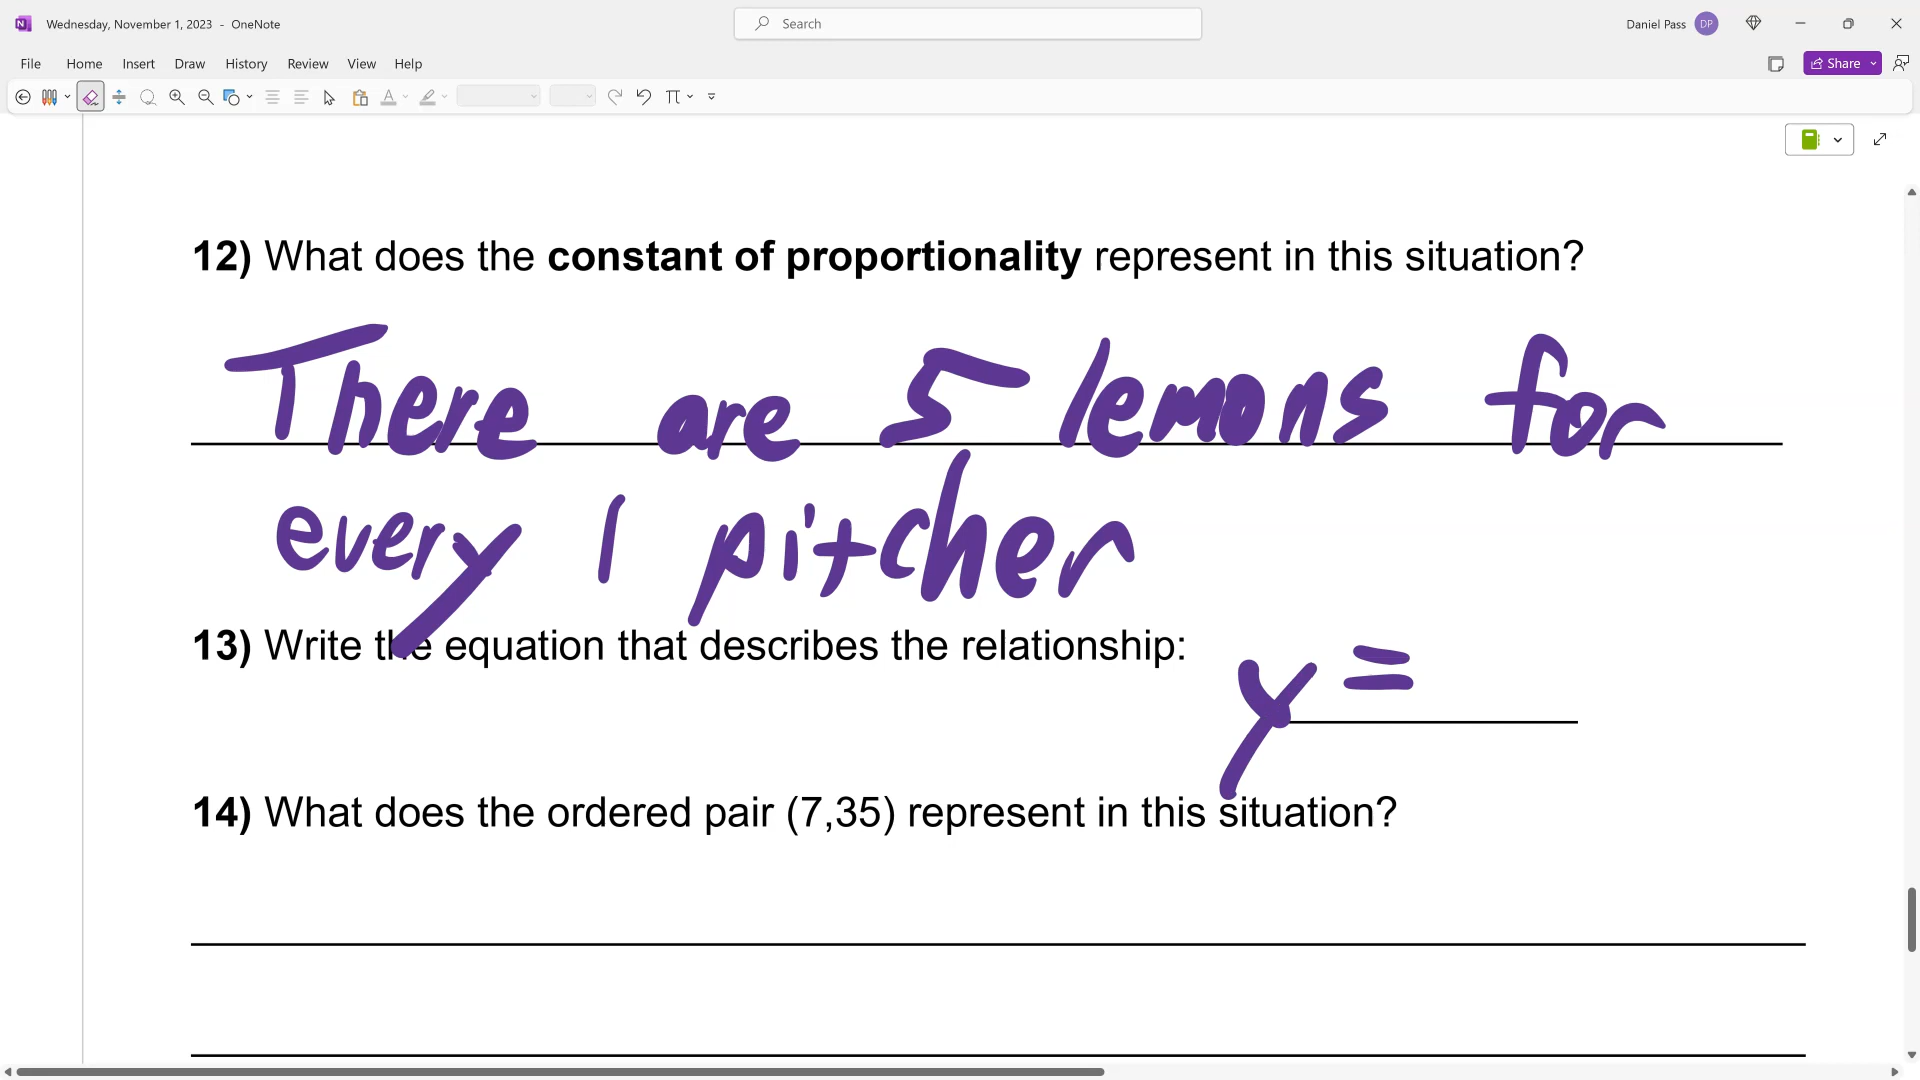 Wednesday, November 1, 2023 - OneNote
Search
Daniel Pass DP
File Home Insert Draw History Review View Help
Share
12) What does the constant of proportionality represent in this situation?
There are 5 lemons for
every 1 pitcher
13) Write the equation that describes the relationship:
y =
14) What does the ordered pair (7,35) represent in this situation?